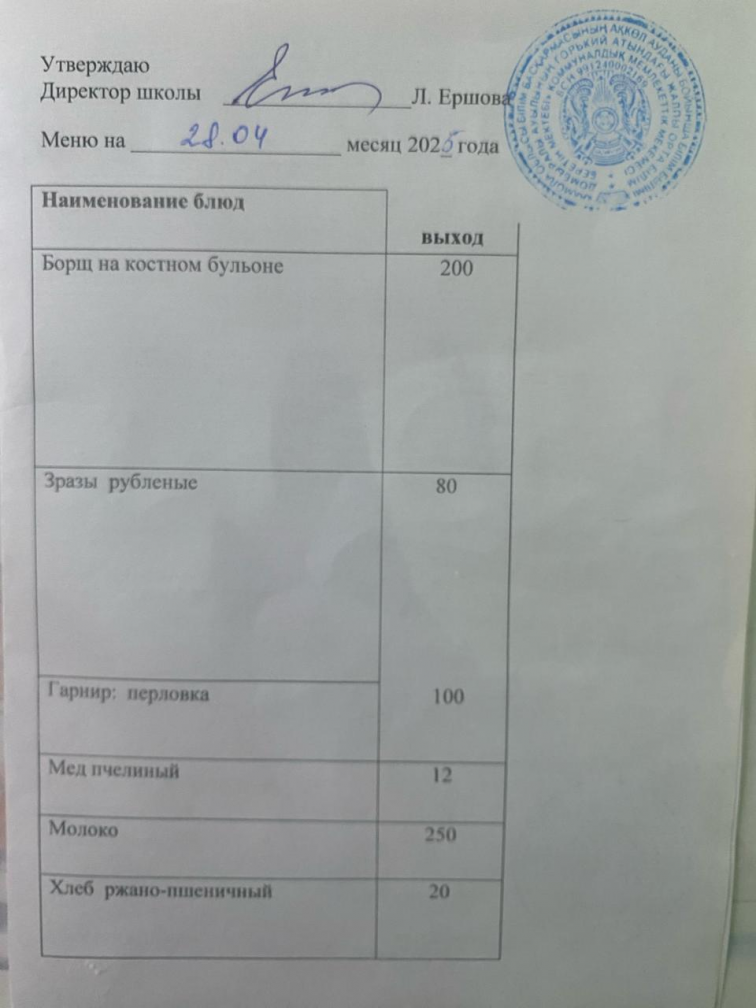 Утверждаю
Директор школы Л. Ершова
Меню на 28.04 месяц 2025 года
Наименование блюд
выход
Борщ на костном бульоне 200
Зразы рубленые 80
Гарнир: перловка 100
Мед пчелиный 12
Молоко 250
Хлеб ржано-пшеничный 20